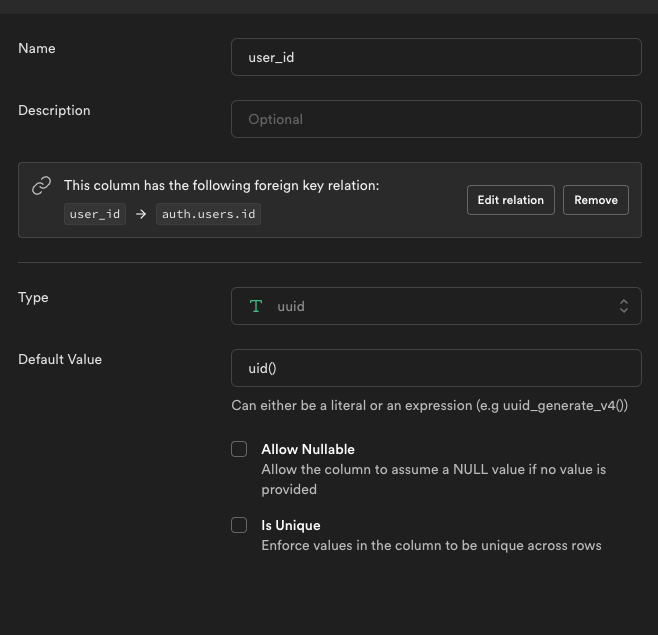 Name
user_id
Description
Optional
This column has the following foreign key relation:
user_id → auth.users.id
Edit relation
Remove
Type
T uuid
Default Value
uid()
Can either be a literal or an expression (e.g uuid_generate_v4())
Allow Nullable
Allow the column to assume a NULL value if no value is
provided
Is Unique
Enforce values in the column to be unique across rows